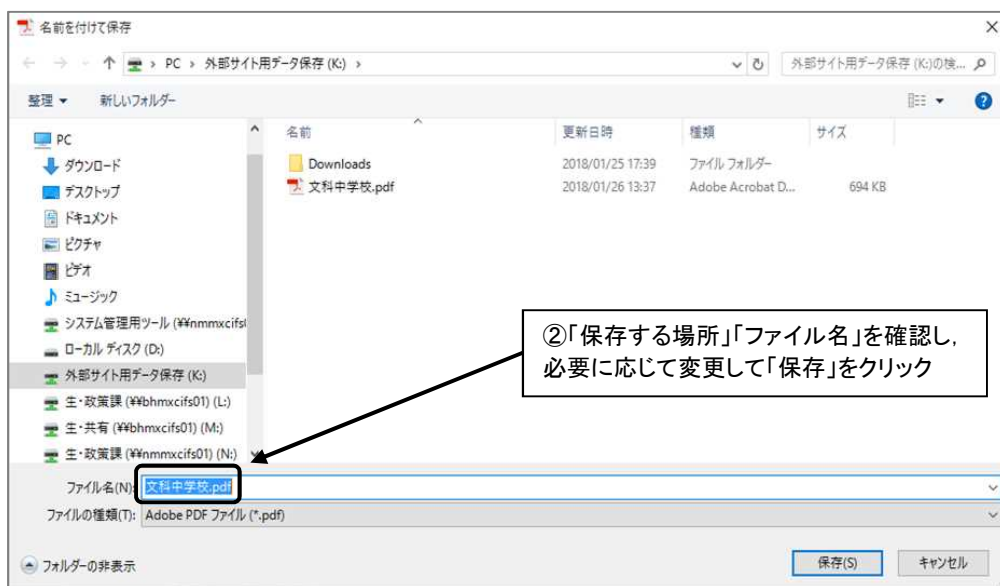 名前を付けて保存
PC › 外部サイト用データ保存 (K:) ›
外部サイト用データ保存 (K:)の検...
整理 新しいフォルダー
名前 更新日時 種類 サイズ
PC
ダウンロード
デスクトップ
ドキュメント
ピクチャ
ビデオ
ミュージック
システム管理用ツール (¥¥nmmxcifs
ローカル ディスク (D:)
外部サイト用データ保存 (K:)
生・政策課 (¥¥bhmxcifs01) (L:)
生・共有 (¥¥bhmxcifs01) (M:)
生・政策課 (¥¥nmmxcifs01) (N:)
Downloads 2018/01/25 17:39 ファイル フォルダー
文科中学校.pdf 2018/01/26 13:37 Adobe Acrobat D... 694 KB
②「保存する場所」「ファイル名」を確認し,
必要に応じて変更して「保存」をクリック
ファイル名(N): 文科中学校.pdf
ファイルの種類(T): Adobe PDF ファイル (*.pdf)
フォルダーの非表示
保存(S) キャンセル